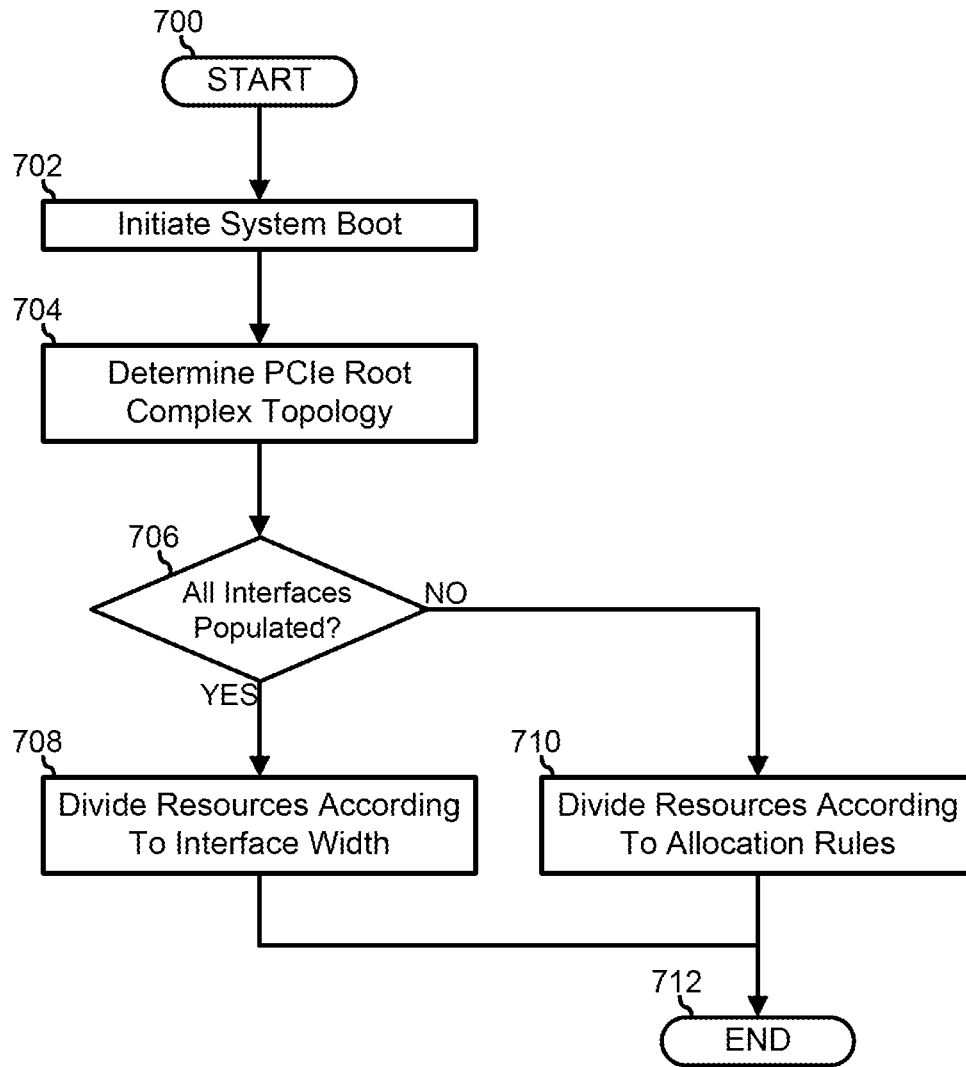 700
START
702
Initiate System Boot
704
Determine PCIe Root
Complex Topology
706
All Interfaces
Populated?
NO
YES
708
Divide Resources According
To Interface Width
710
Divide Resources According
To Allocation Rules
712
END